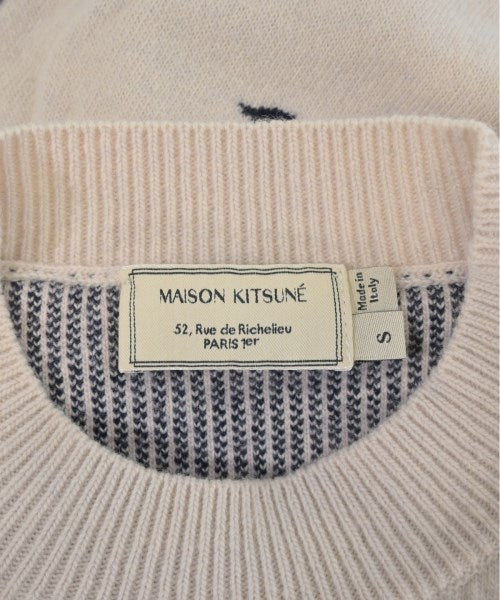 MAISON KITSUNÉ
52, Rue de Richelieu
PARIS 1er
Made in
Italy
S